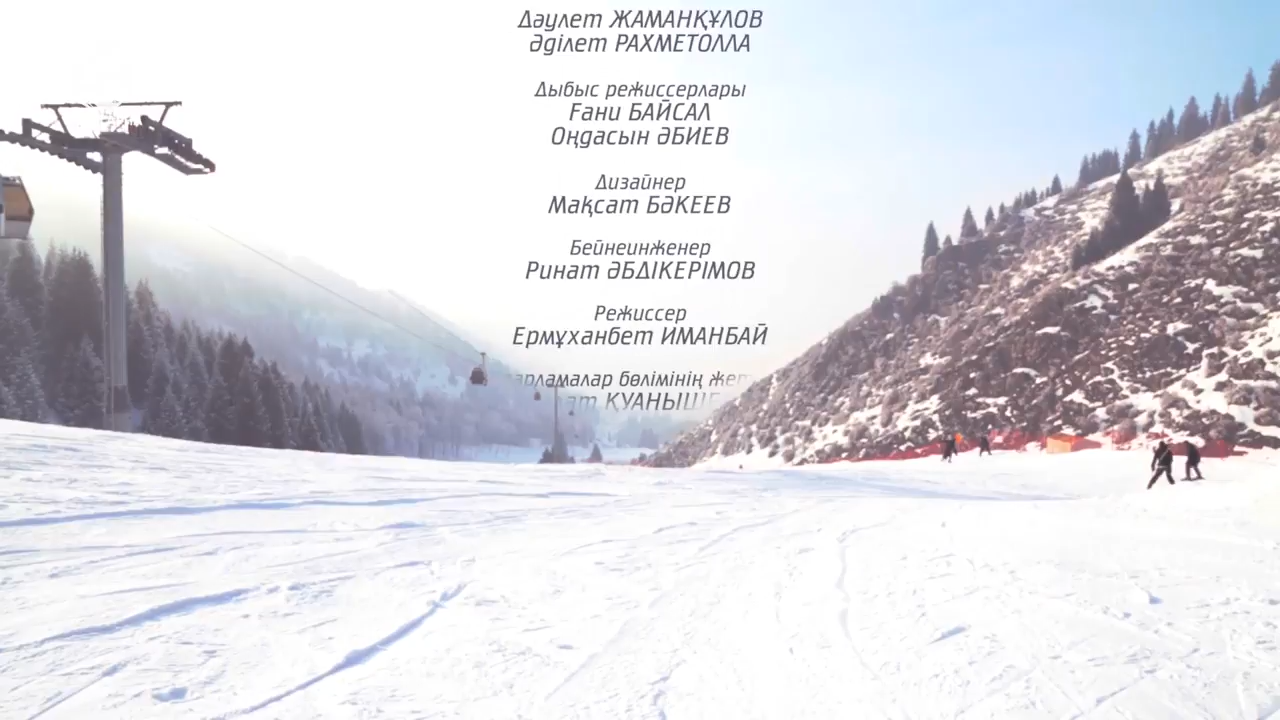 Дәулет ЖАМАНҚҰЛОВ
Әділет РАХМЕТОЛЛА
Дыбыс режиссерлары
Ғани БАЙСАЛ
Оңдасын ӘБИЕВ
Дизайнер
Мақсат БӘКЕЕВ
Бейнеинженер
Ринат ӘБДІКЕРІМОВ
Режиссер
Ермұханбет ИМАНБАЙ
бөлімінің